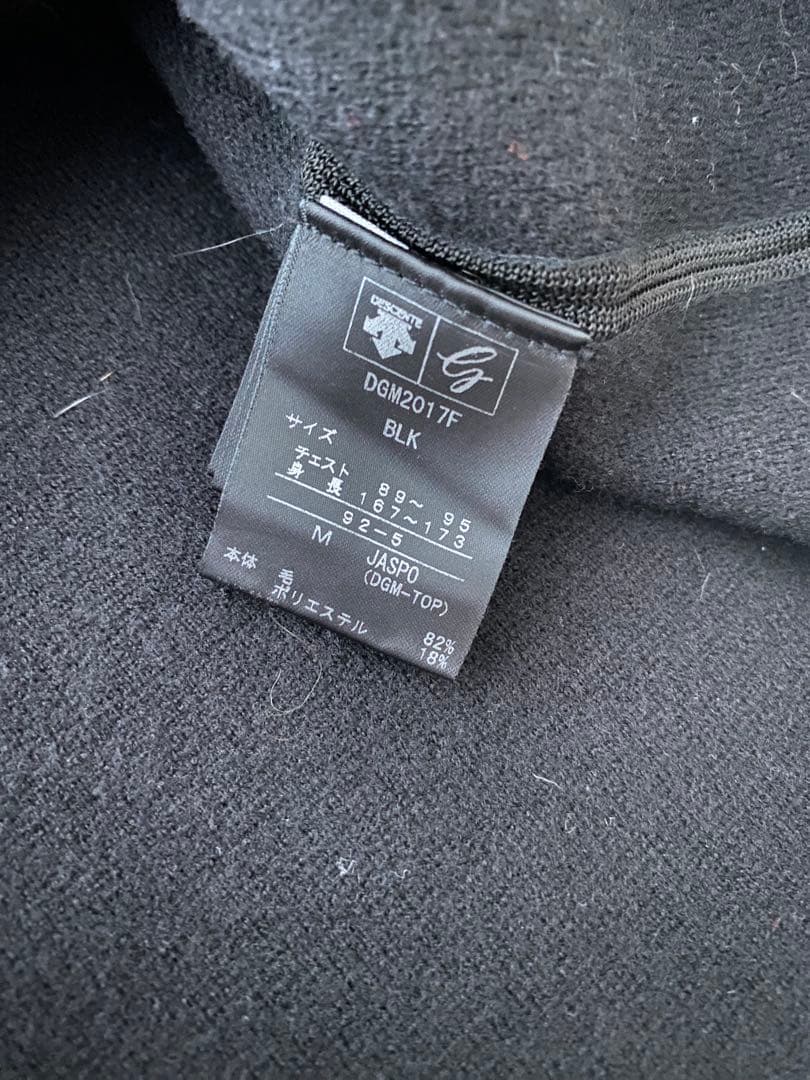 DESCENTE
G
DGM2017F
BLK
サイズ
チェスト 89〜 95
身長 167〜173
92-5
M JASPO
(DGM-TOP)
本体 毛 82%
ポリエステル 18%